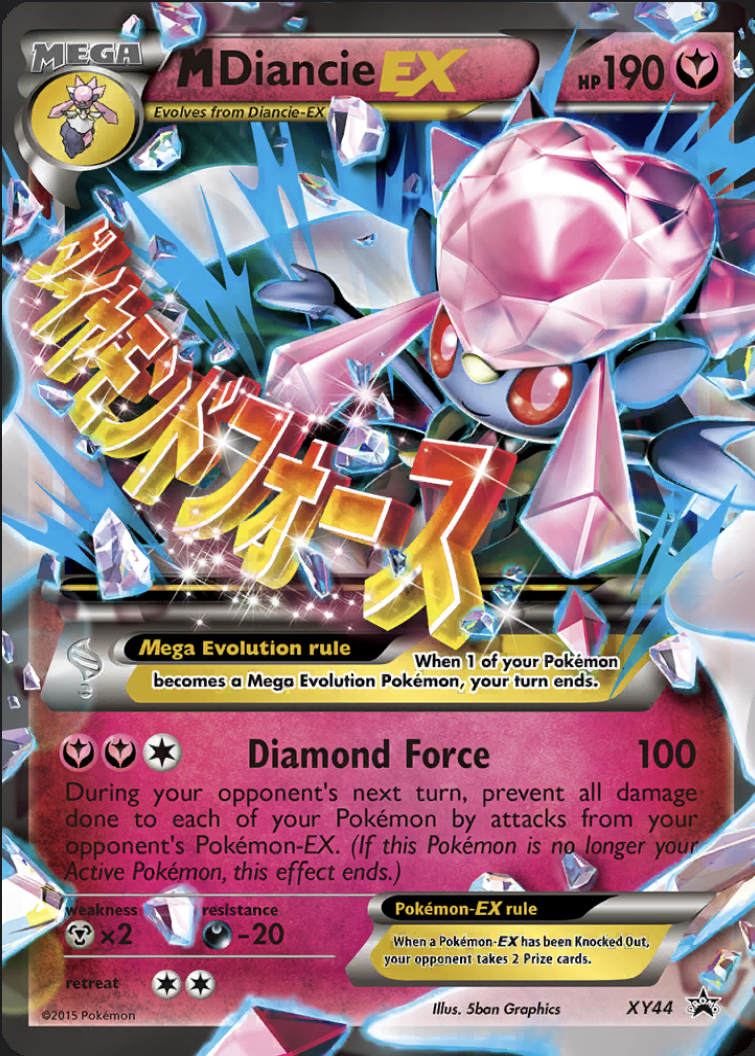 MEGA
M Diancie EX
HP 190
Evolves from Diancie-EX
ダイヤモンドフォース
Mega Evolution rule
When 1 of your Pokémon
becomes a Mega Evolution Pokémon, your turn ends.
Diamond Force 100
During your opponent's next turn, prevent all damage
done to each of your Pokémon by attacks from your
opponent's Pokémon-EX. (If this Pokémon is no longer your
Active Pokémon, this effect ends.)
weakness resistance
×2 -20
Pokémon-EX rule
When a Pokémon-EX has been Knocked Out,
your opponent takes 2 Prize cards.
retreat
©2015 Pokémon
Illus. 5ban Graphics
XY44
PROMO